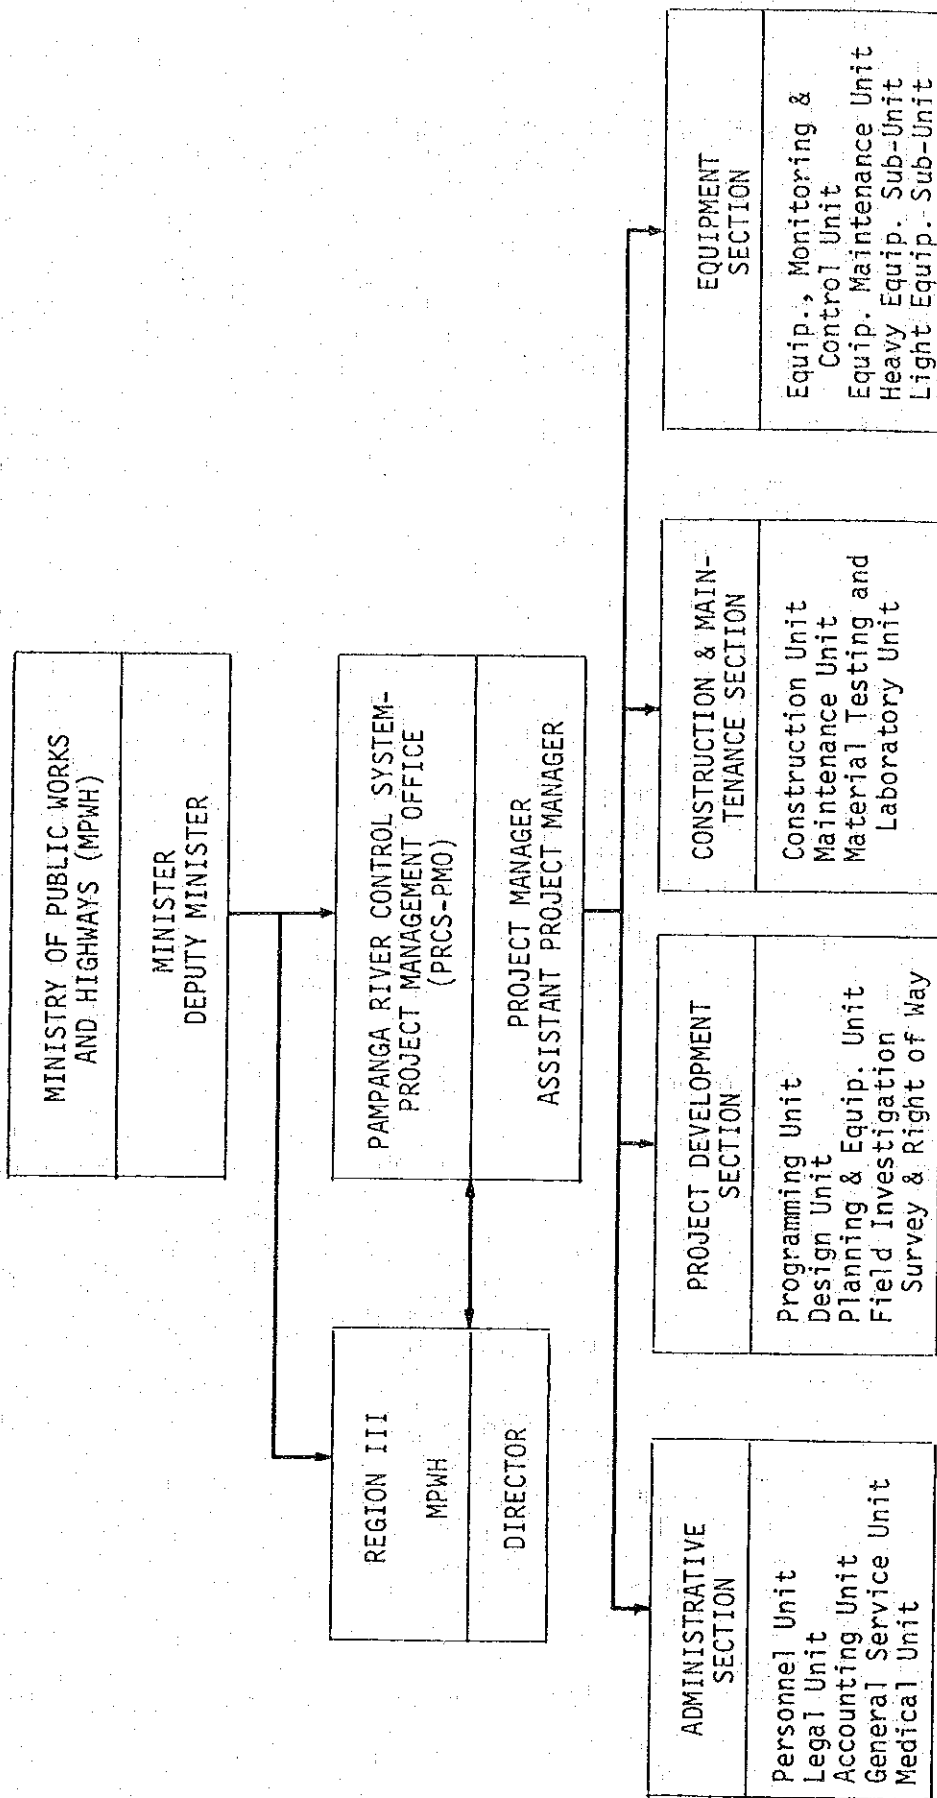 MINISTRY OF PUBLIC WORKS
AND HIGHWAYS (MPWH)
MINISTER
DEPUTY MINISTER
REGION III
MPWH
DIRECTOR
PAMPANGA RIVER CONTROL SYSTEM-
PROJECT MANAGEMENT OFFICE
(PRCS-PMO)
PROJECT MANAGER
ASSISTANT PROJECT MANAGER
ADMINISTRATIVE
SECTION
Personnel Unit
Legal Unit
Accounting Unit
General Service Unit
Medical Unit
PROJECT DEVELOPMENT
SECTION
Programming Unit
Design Unit
Planning & Equip. Unit
Field Investigation
Survey & Right of Way
CONSTRUCTION & MAIN-
TENANCE SECTION
Construction Unit
Maintenance Unit
Material Testing and
Laboratory Unit
EQUIPMENT
SECTION
Equip., Monitoring &
Control Unit
Equip. Maintenance Unit
Heavy Equip. Sub-Unit
Light Equip. Sub-Unit